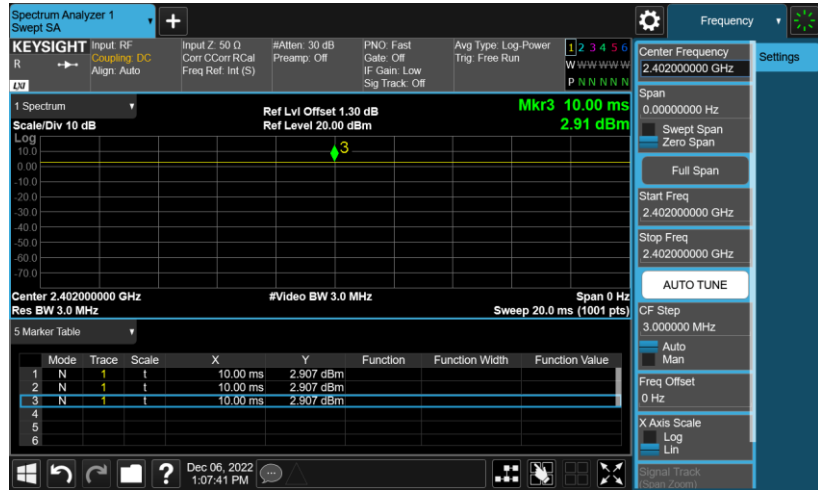 Spectrum Analyzer 1
Swept SA
+
Frequency
KEYSIGHT
R
LXI
Input: RF
Coupling: DC
Align: Auto
Input Z: 50 Ω
Corr CCorr RCal
Freq Ref: Int (S)
#Atten: 30 dB
Preamp: Off
PNO: Fast
Gate: Off
IF Gain: Low
Sig Track: Off
Avg Type: Log-Power
Trig: Free Run
1 2 3 4 5 6
W W W W W W
P N N N N N
1 Spectrum
Scale/Div 10 dB
Ref Lvl Offset 1.30 dB
Ref Level 20.00 dBm
Mkr3 10.00 ms
2.91 dBm
Log
10.0
0.00
-10.0
-20.0
-30.0
-40.0
-50.0
-60.0
-70.0
3
Center 2.402000000 GHz
#Video BW 3.0 MHz
Span 0 Hz
Res BW 3.0 MHz
Sweep 20.0 ms (1001 pts)
5 Marker Table
Mode Trace Scale X Y Function Function Width Function Value
1 N 1 t 10.00 ms 2.907 dBm
2 N 1 t 10.00 ms 2.907 dBm
3 N 1 t 10.00 ms 2.907 dBm
4
5
6
?
Dec 06, 2022
1:07:41 PM
Center Frequency
2.402000000 GHz
Settings
Span
0.00000000 Hz
Swept Span
Zero Span
Full Span
Start Freq
2.402000000 GHz
Stop Freq
2.402000000 GHz
AUTO TUNE
CF Step
3.000000 MHz
Auto
Man
Freq Offset
0 Hz
X Axis Scale
Log
Lin
Signal Track
(Span Zoom)